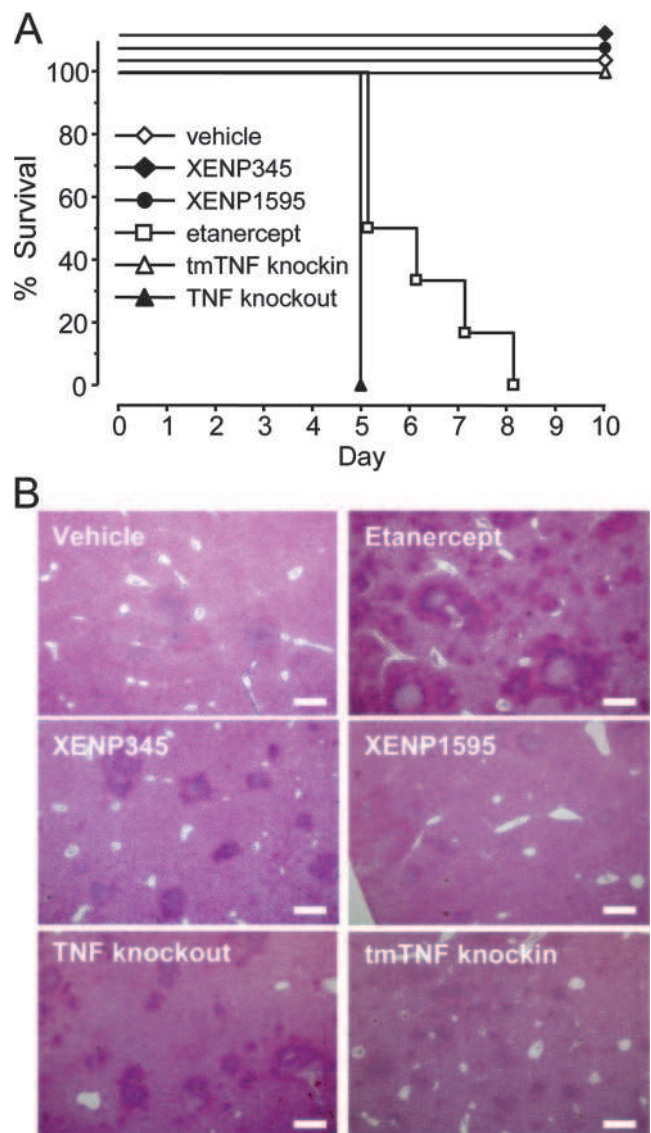 A
% Survival
100
80
60
40
20
0
vehicle
XENP345
XENP1595
etanercept
tmTNF knockin
TNF knockout
0 1 2 3 4 5 6 7 8 10
Day
B
Vehicle
Etanercept
XENP345
XENP1595
TNF knockout
tmTNF knockin